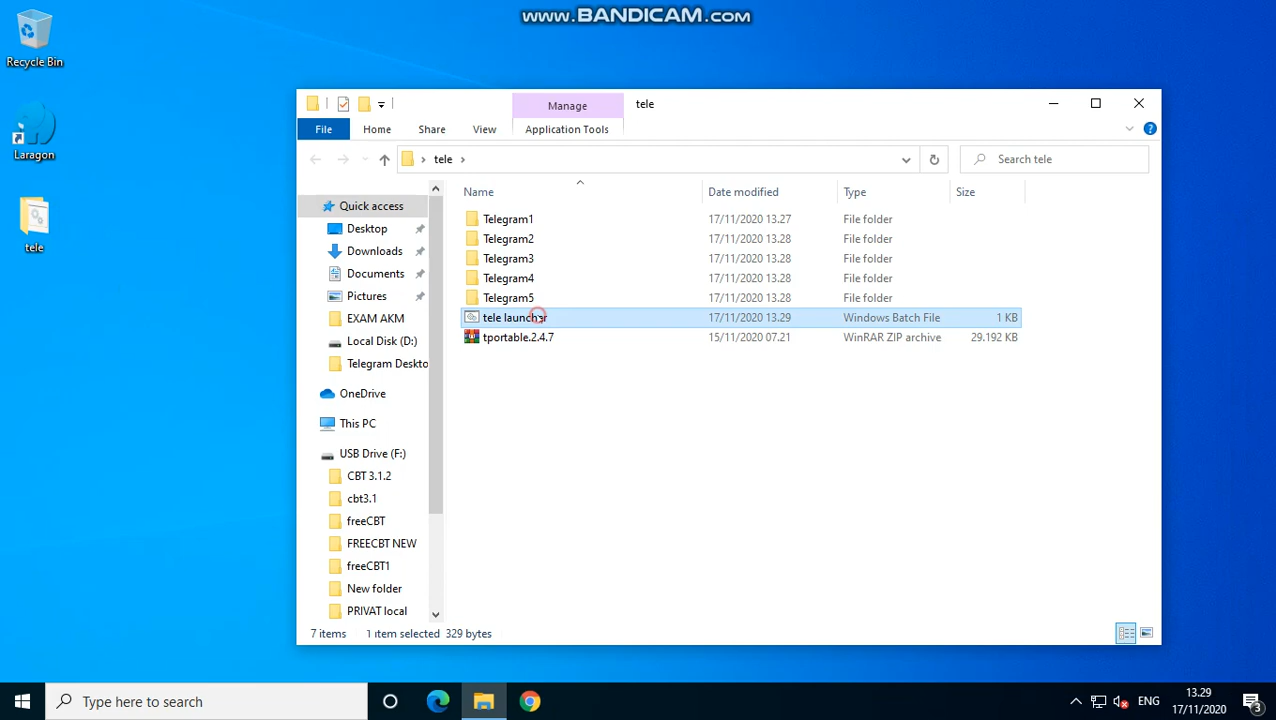 www.BANDICAM.com
Recycle Bin
Laragon
tele
Manage
tele
File
Home
Share
View
Application Tools
tele
Search tele
Name
Date modified
Type
Size
Quick access
Desktop
Downloads
Documents
Pictures
EXAM AKM
Local Disk (D:)
Telegram Deskto
OneDrive
This PC
USB Drive (F:)
CBT 3.1.2
cbt3.1
freeCBT
FREECBT NEW
freeCBT1
New folder
PRIVAT local
Telegram1 17/11/2020 13.27 File folder
Telegram2 17/11/2020 13.28 File folder
Telegram3 17/11/2020 13.28 File folder
Telegram4 17/11/2020 13.28 File folder
Telegram5 17/11/2020 13.28 File folder
tele launcher 17/11/2020 13.29 Windows Batch File 1 KB
tportable.2.4.7 15/11/2020 07.21 WinRAR ZIP archive 29.192 KB
7 items 1 item selected 329 bytes
Type here to search
ENG
13.29
17/11/2020
3